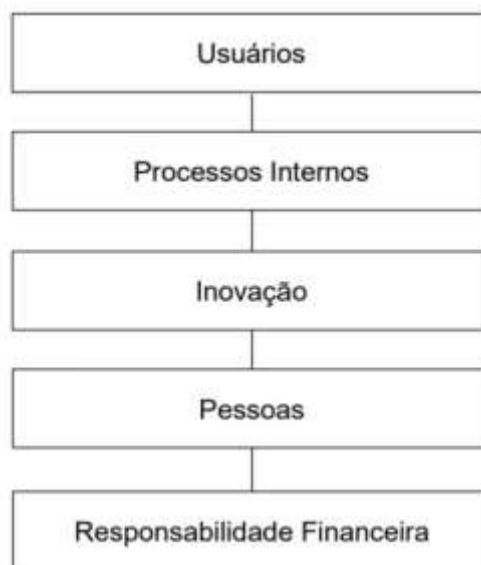 Usuários
Processos Internos
Inovação
Pessoas
Responsabilidade Financeira